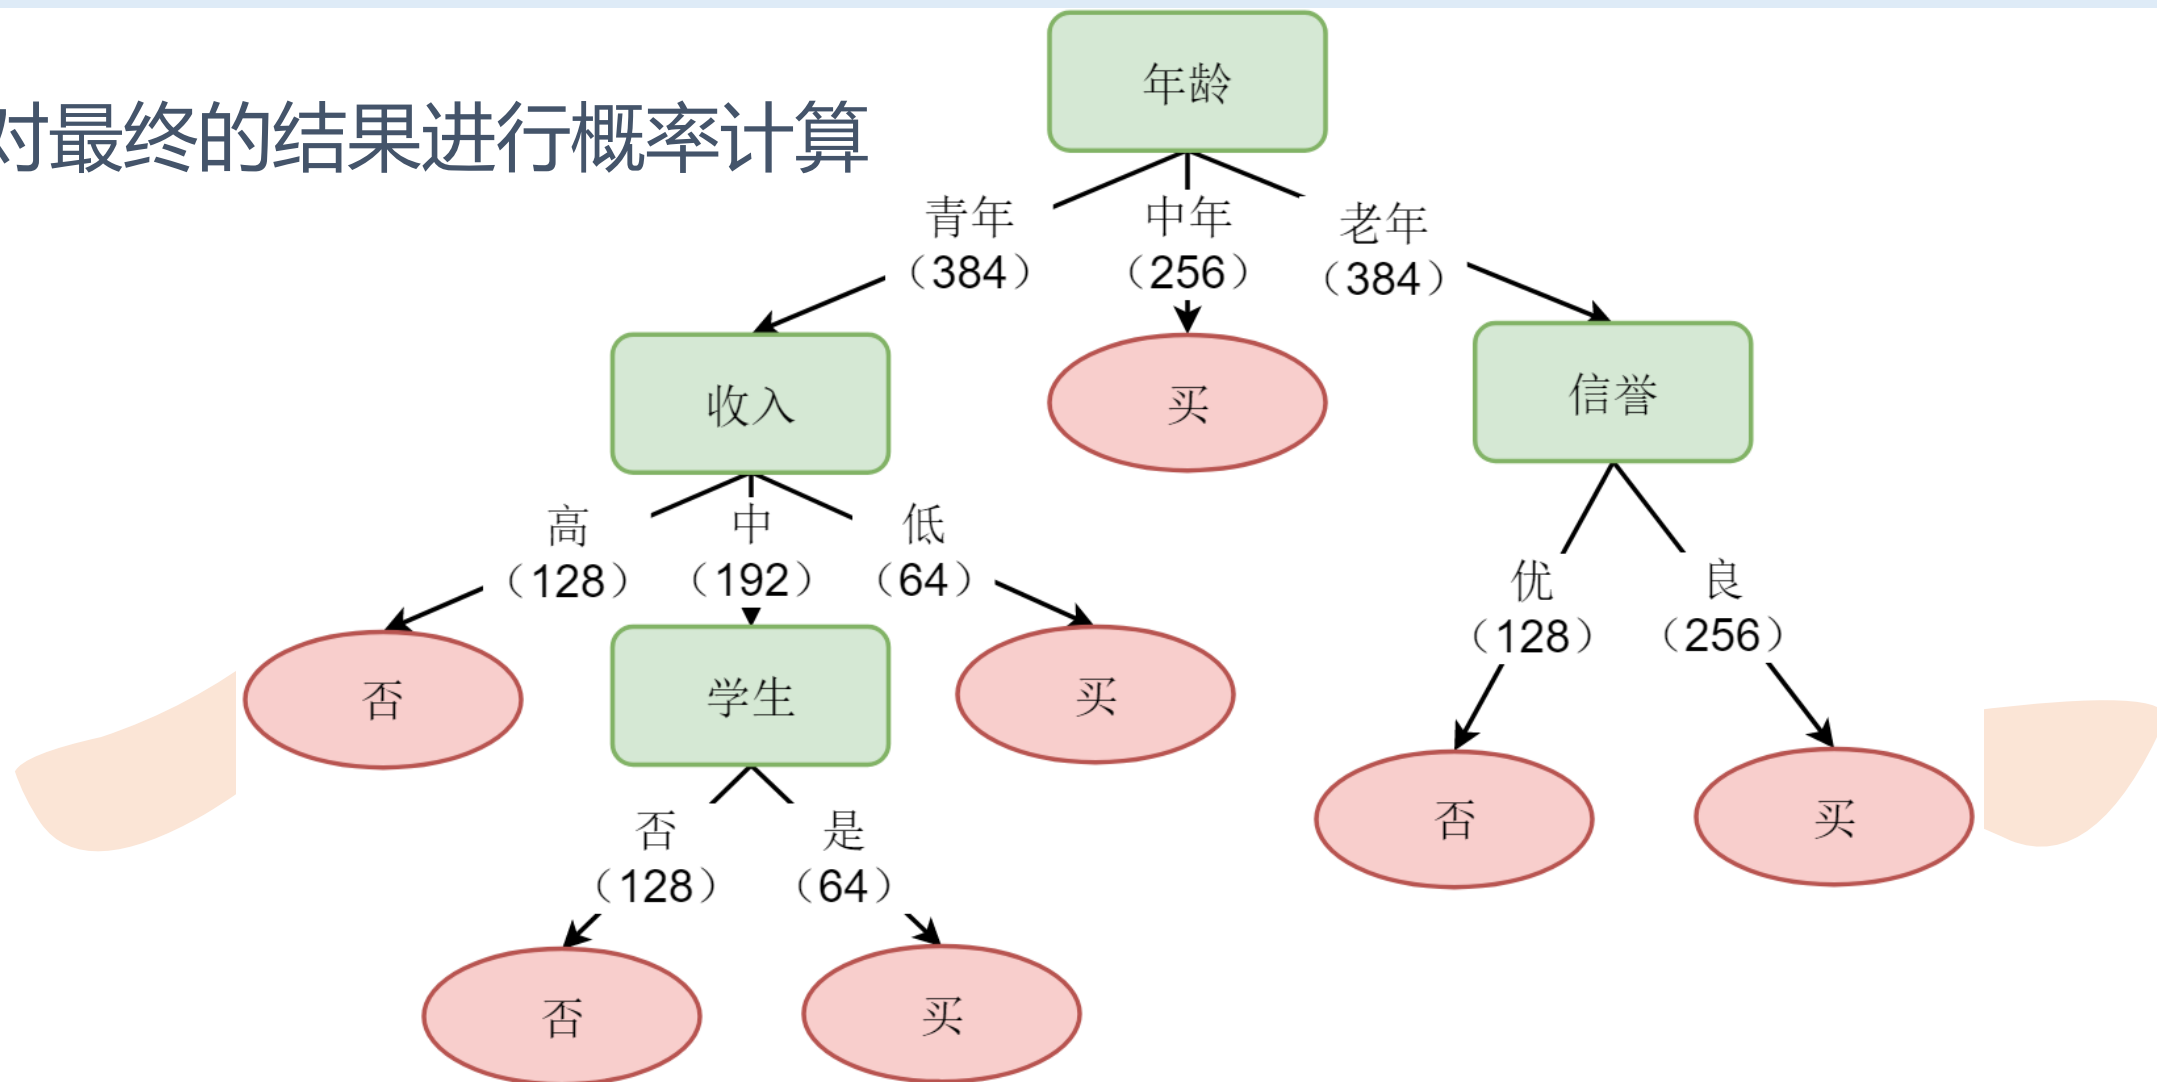 对最终的结果进行概率计算
年龄
青年
（384）
中年
（256）
老年
（384）
收入
买
信誉
高
（128）
中
（192）
低
（64）
优
（128）
良
（256）
否
学生
买
否
买
否
（128）
是
（64）
否
买